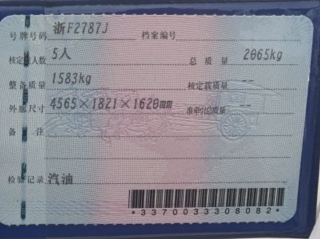 号牌号码 浙F2787J 档案编号
核定载人数 5人 总质量 2065kg
整备质量 1583kg 核定载质量 --
外廓尺寸 4565×1821×1620mm 准牵引总质量 --
备注
检验记录 汽油
*3370033308082*